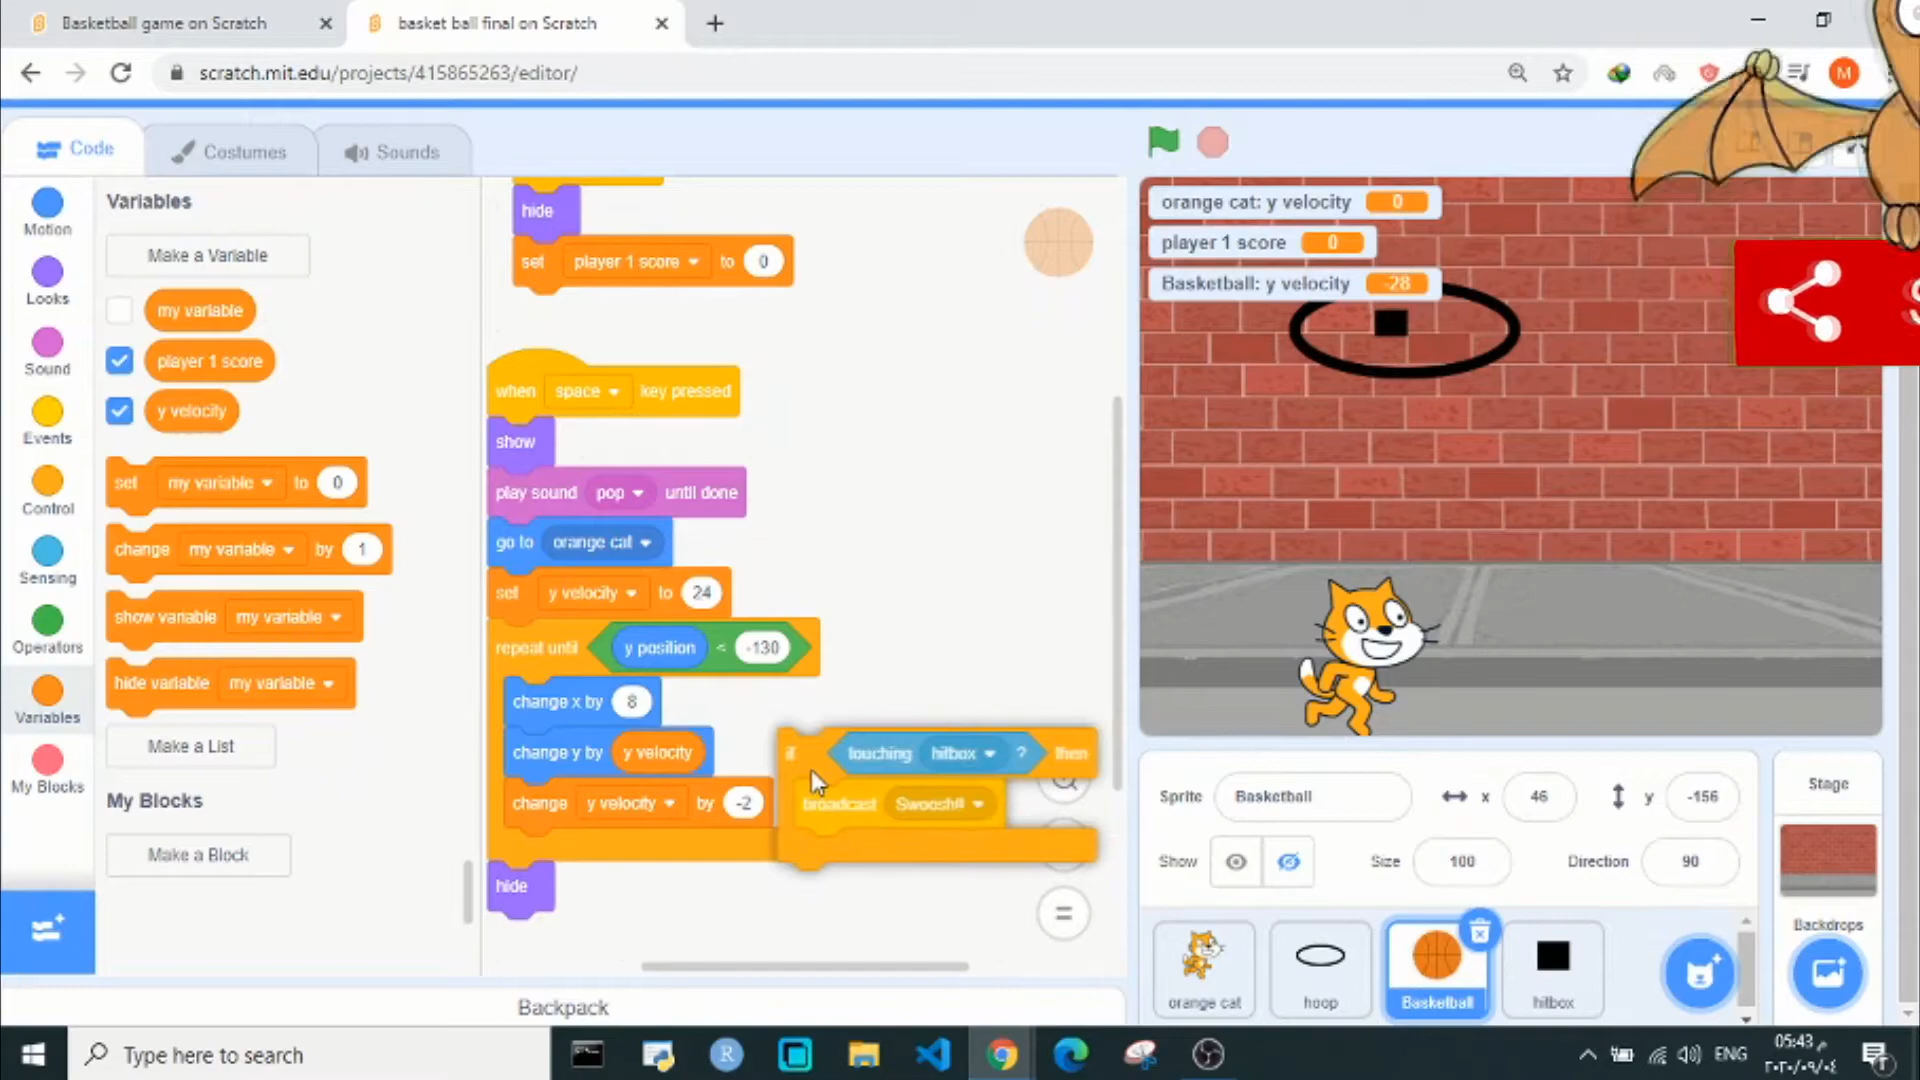 Basketball game on Scratch
basket ball final on Scratch
scratch.mit.edu/projects/415865263/editor/
M
Code
Costumes
Sounds
Motion
Looks
Sound
Events
Control
Sensing
Operators
Variables
My Blocks
Variables
Make a Variable
my variable
player 1 score
y velocity
set my variable to 0
change my variable by 1
show variable my variable
hide variable my variable
Make a List
My Blocks
Make a Block
hide
set player 1 score to 0
when space key pressed
show
play sound pop until done
go to orange cat
set y velocity to 24
repeat until y position < -130
change x by 8
change y by y velocity
change y velocity by -2
hide
if touching hitbox ? then
broadcast Swoosh!!
Backpack
orange cat: y velocity 0
player 1 score 0
Basketball: y velocity -28
S
Sprite Basketball x 46 y -156
Show Size 100 Direction 90
orange cat
hoop
Basketball
hitbox
Stage
Backdrops
Type here to search
ENG
05:43 م
٢٠٢٠/٠٩/٠٤